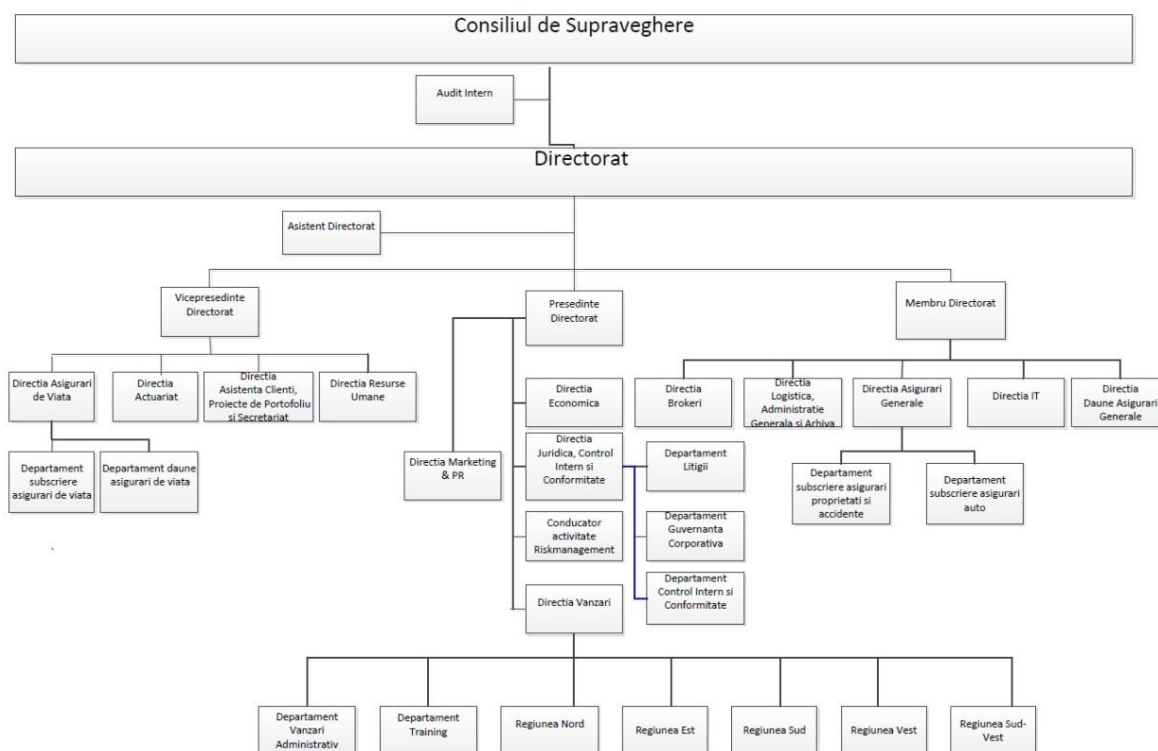 Consiliul de Supraveghere
Audit Intern
Directorat
Asistent Directorat
Vicepresedinte
Directorat
Presedinte
Directorat
Membru Directorat
Directia Asigurari
de Viata
Directia
Actuariat
Directia
Asistenta Clienti,
Proiecte de Portofoliu
si Secretariat
Directia Resurse
Umane
Directia
Economica
Directia
Brokeri
Directia
Logistica,
Administratie
Generala si Arhiva
Directia Asigurari
Generale
Directia IT
Directia
Daune Asigurari
Generale
Departament
subscriere
asigurari de viata
Departament daune
asigurari de viata
Directia Marketing
& PR
Directia
Juridica, Control
Intern si
Conformitate
Departament
Litigii
Departament
subscriere asigurari
proprietati si
accidente
Departament
subscriere asigurari
auto
Conducator
activitate
Riskmanagement
Departament
Guvernanta
Corporativa
Departament
Control Intern si
Conformitate
Directia Vanzari
Departament
Vanzari
Administrativ
Departament
Training
Regiunea Nord
Regiunea Est
Regiunea Sud
Regiunea Vest
Regiunea Sud-
Vest